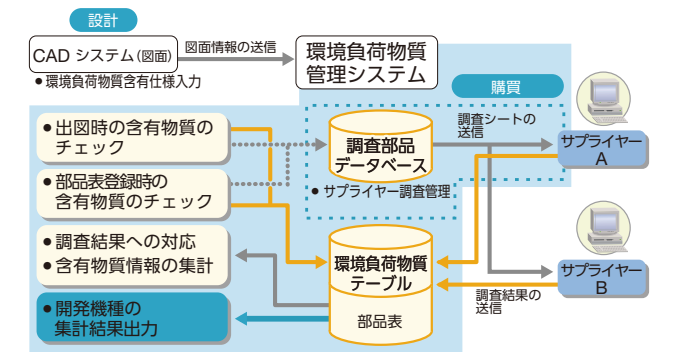 設計
CAD システム(図面)
図面情報の送信
環境負荷物質
管理システム
●環境負荷物質含有仕様入力
購買
●出図時の含有物質の
チェック
調査部品
データベース
調査シートの
送信
サプライヤー
A
●部品表登録時の
含有物質のチェック
●サプライヤー調査管理
●調査結果への対応
●含有物質情報の集計
環境負荷物質
テーブル
サプライヤー
B
調査結果の
送信
●開発機種の
集計結果出力
部品表